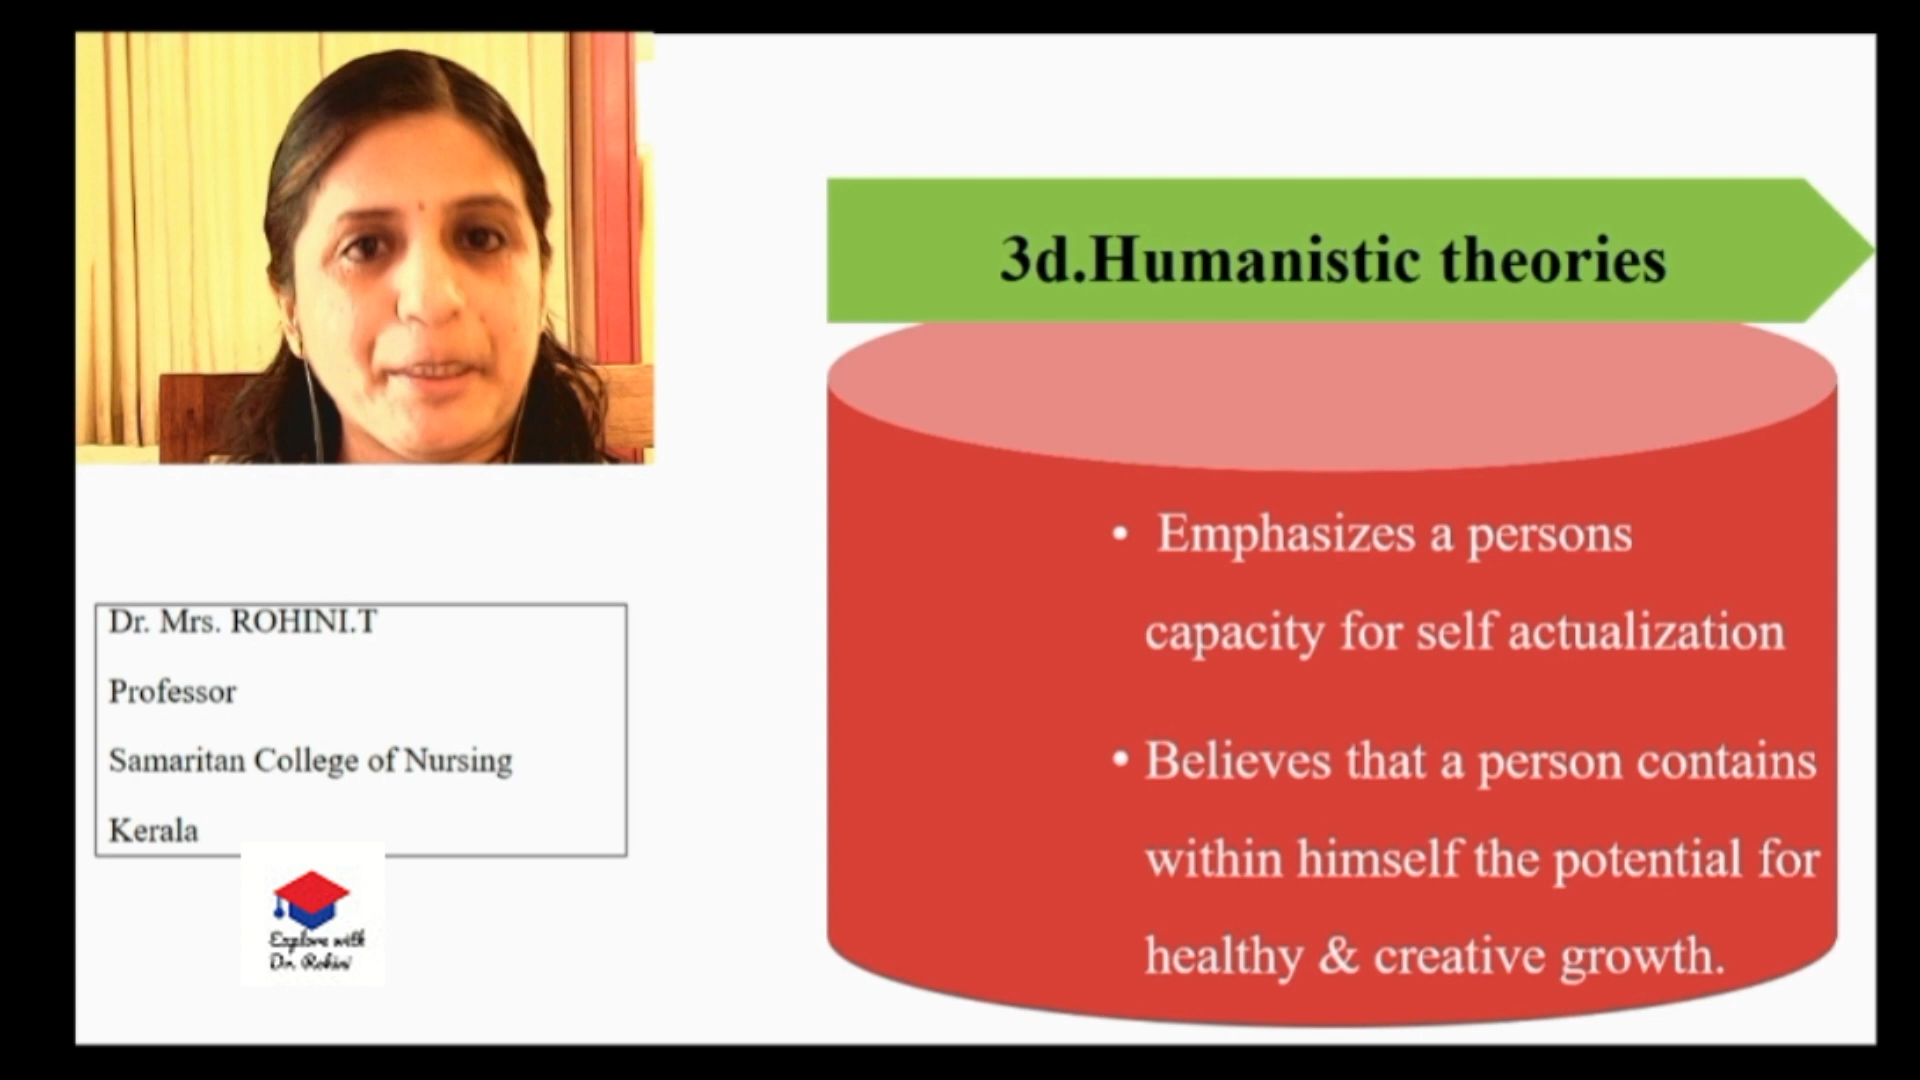 3d.Humanistic theories
• Emphasizes a persons
capacity for self actualization
• Believes that a person contains
within himself the potential for
healthy & creative growth.
Dr. Mrs. ROHINI.T
Professor
Samaritan College of Nursing
Kerala
Explore with
Dr. Rohini